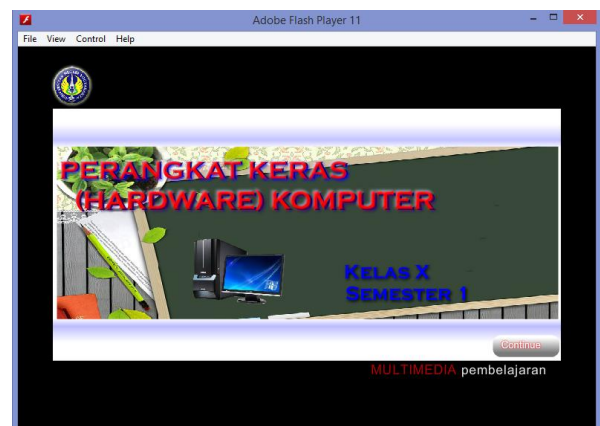 Adobe Flash Player 11
File View Control Help
PERANGKAT KERAS
(HARDWARE) KOMPUTER
KELAS X
SEMESTER 1
Continue
MULTIMEDIA pembelajaran